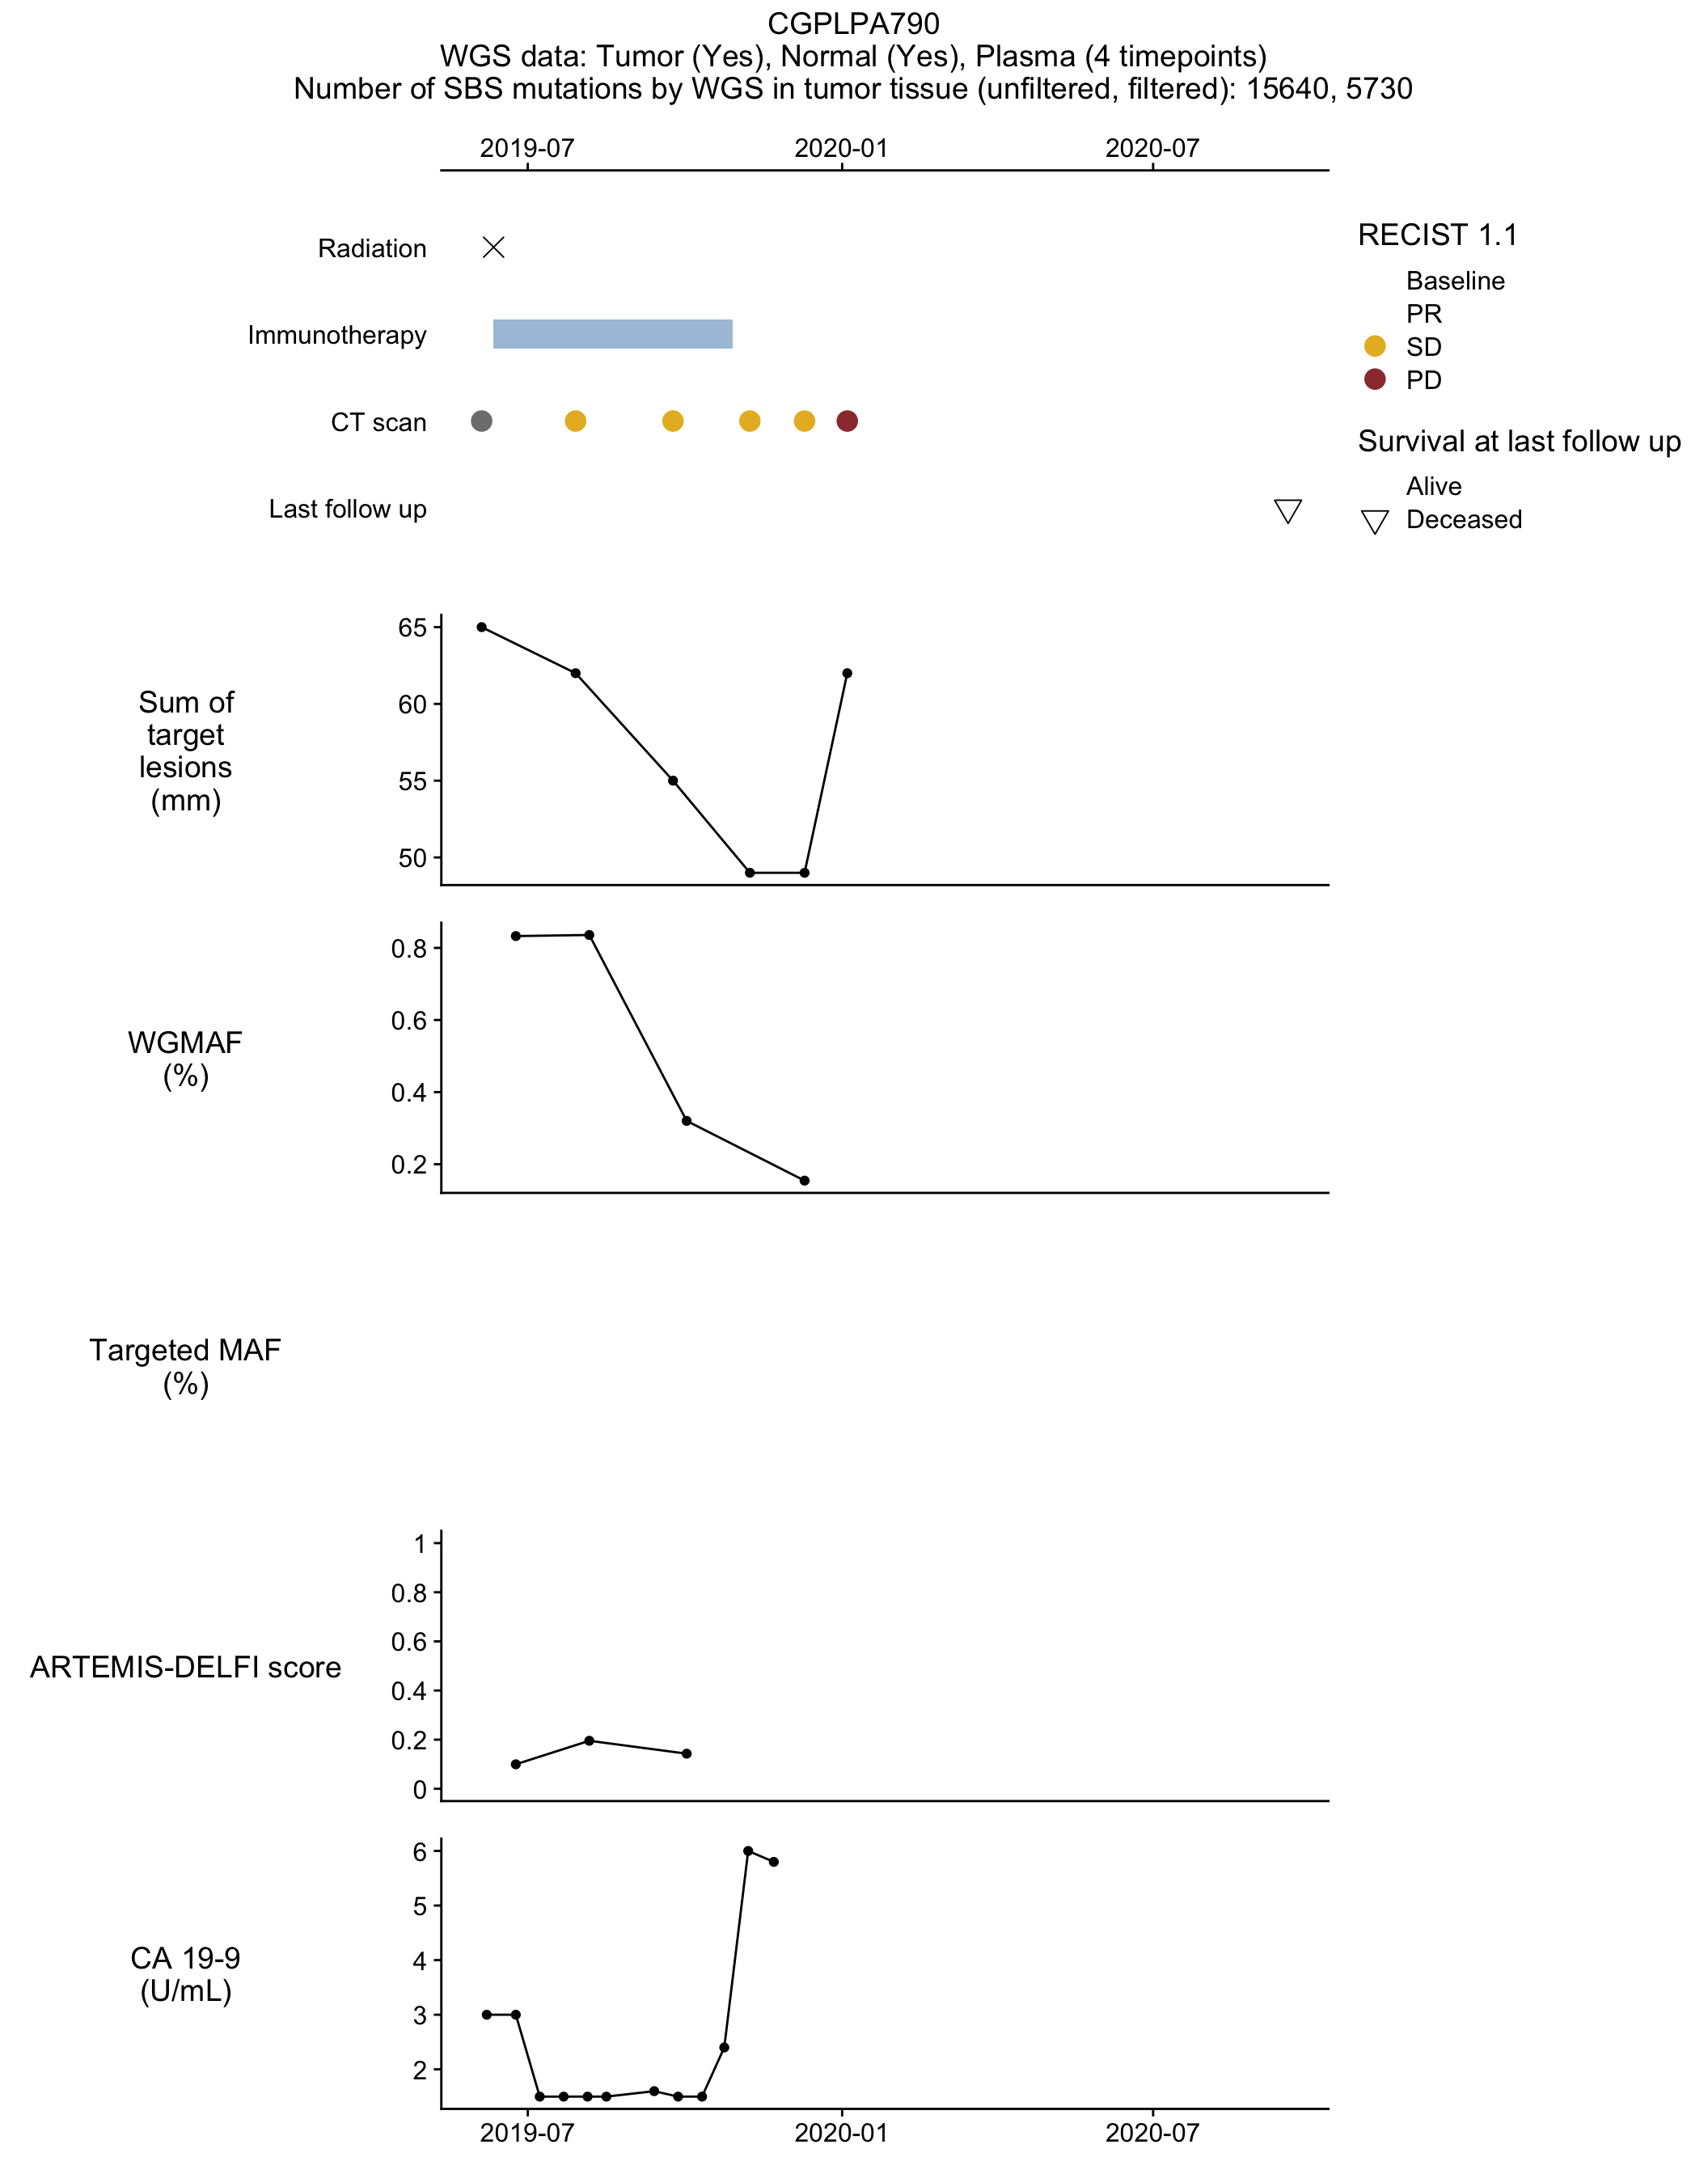 CGPLPA790
WGS data: Tumor (Yes), Normal (Yes), Plasma (4 timepoints)
Number of SBS mutations by WGS in tumor tissue (unfiltered, filtered): 15640, 5730
2019-07 2020-01 2020-07
Radiation
Immunotherapy
CT scan
Last follow up
RECIST 1.1
Baseline
PR
SD
PD
Survival at last follow up
Alive
Deceased
Sum of
target
lesions
(mm)
65
60
55
50
WGMAF
(%)
0.8
0.6
0.4
0.2
Targeted MAF
(%)
ARTEMIS-DELFI score
1
0.8
0.6
0.4
0.2
0
CA 19-9
(U/mL)
6
5
4
3
2
2019-07 2020-01 2020-07